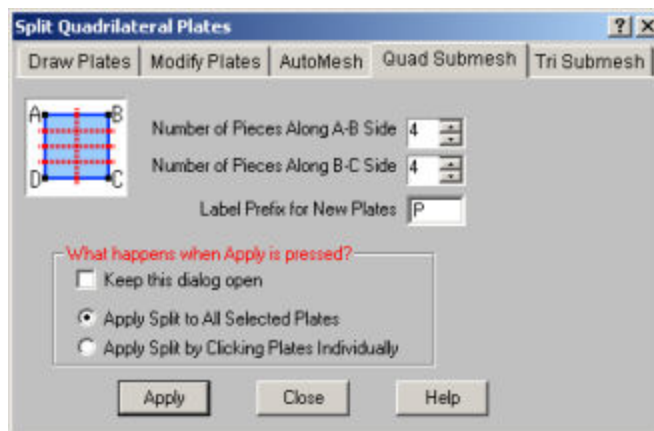 Split Quadrilateral Plates
Draw Plates Modify Plates AutoMesh Quad Submesh Tri Submesh
A B
D C
Number of Pieces Along A-B Side 4
Number of Pieces Along B-C Side 4
Label Prefix for New Plates P
What happens when Apply is pressed?
Keep this dialog open
Apply Split to All Selected Plates
Apply Split by Clicking Plates Individually
Apply Close Help